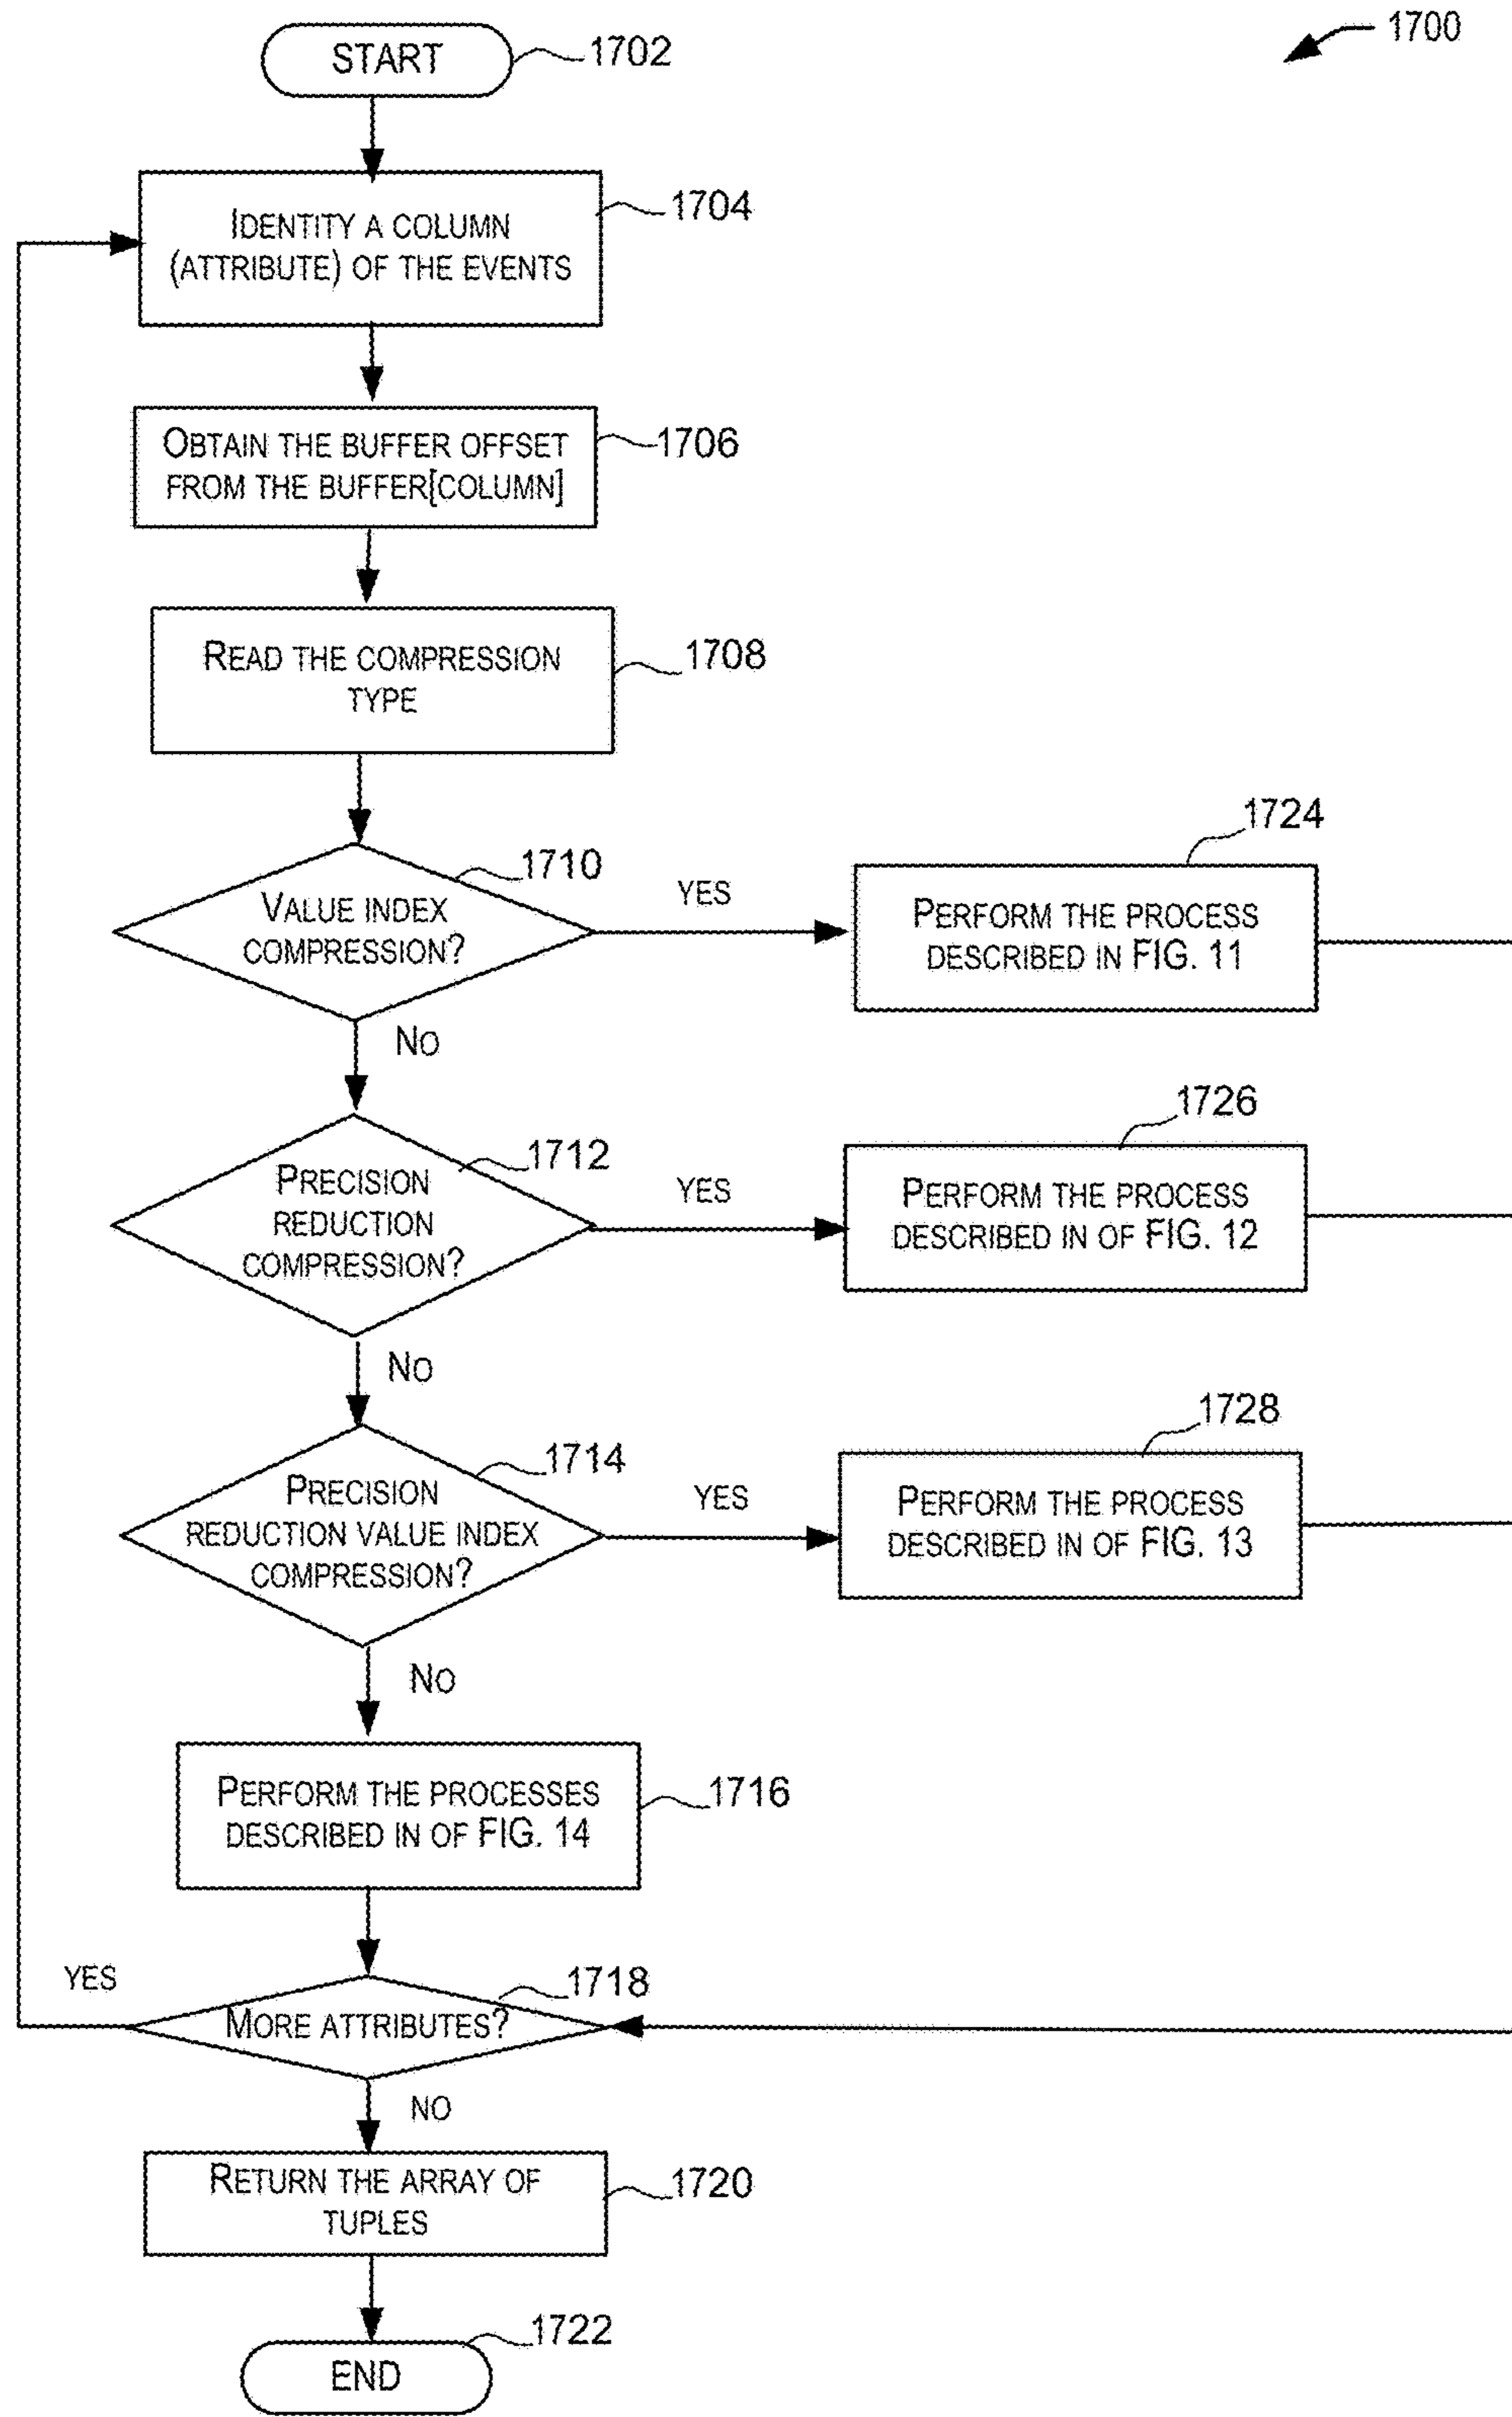 1700
START
1702
IDENTITY A COLUMN
(ATTRIBUTE) OF THE EVENTS
1704
OBTAIN THE BUFFER OFFSET
FROM THE BUFFER[COLUMN]
1706
READ THE COMPRESSION
TYPE
1708
1710
VALUE INDEX
COMPRESSION?
YES
1724
PERFORM THE PROCESS
DESCRIBED IN FIG. 11
NO
1712
PRECISION
REDUCTION
COMPRESSION?
YES
1726
PERFORM THE PROCESS
DESCRIBED IN OF FIG. 12
NO
1714
PRECISION
REDUCTION VALUE INDEX
COMPRESSION?
YES
1728
PERFORM THE PROCESS
DESCRIBED IN OF FIG. 13
NO
PERFORM THE PROCESSES
DESCRIBED IN OF FIG. 14
1716
YES
1718
MORE ATTRIBUTES?
NO
RETURN THE ARRAY OF
TUPLES
1720
1722
END